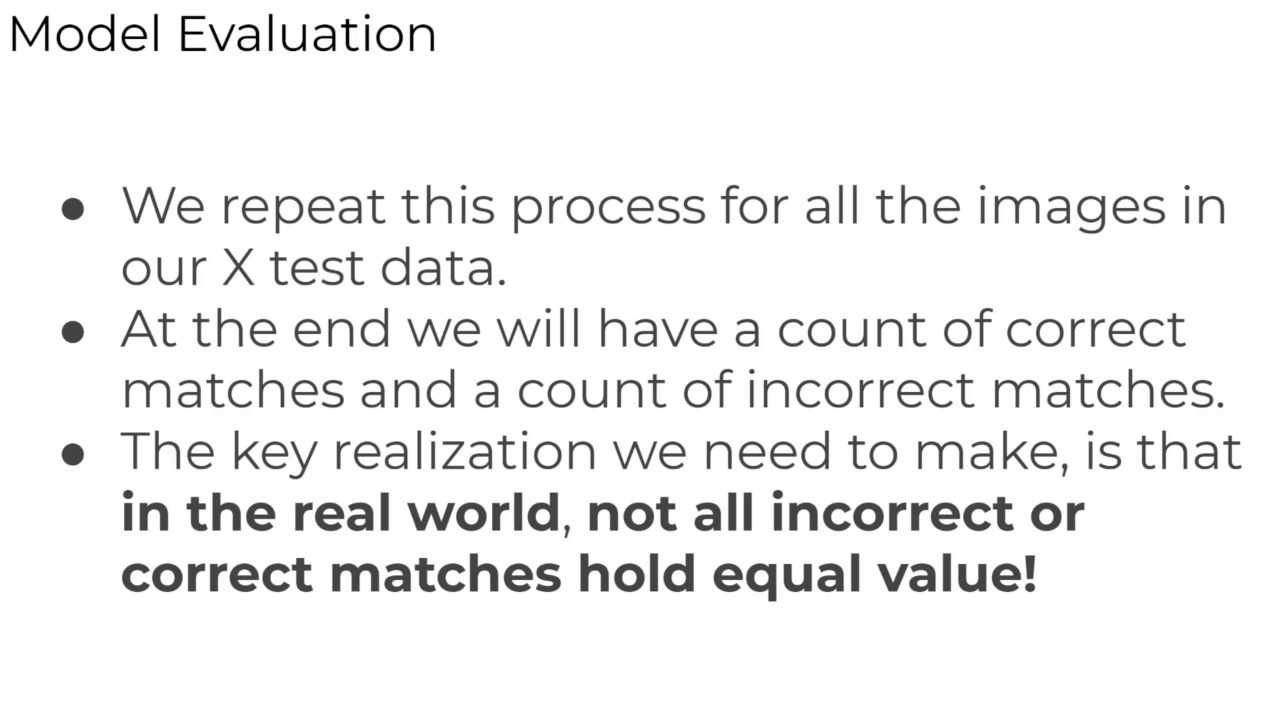 Model Evaluation
● We repeat this process for all the images in
our X test data.
● At the end we will have a count of correct
matches and a count of incorrect matches.
● The key realization we need to make, is that
in the real world, not all incorrect or
correct matches hold equal value!